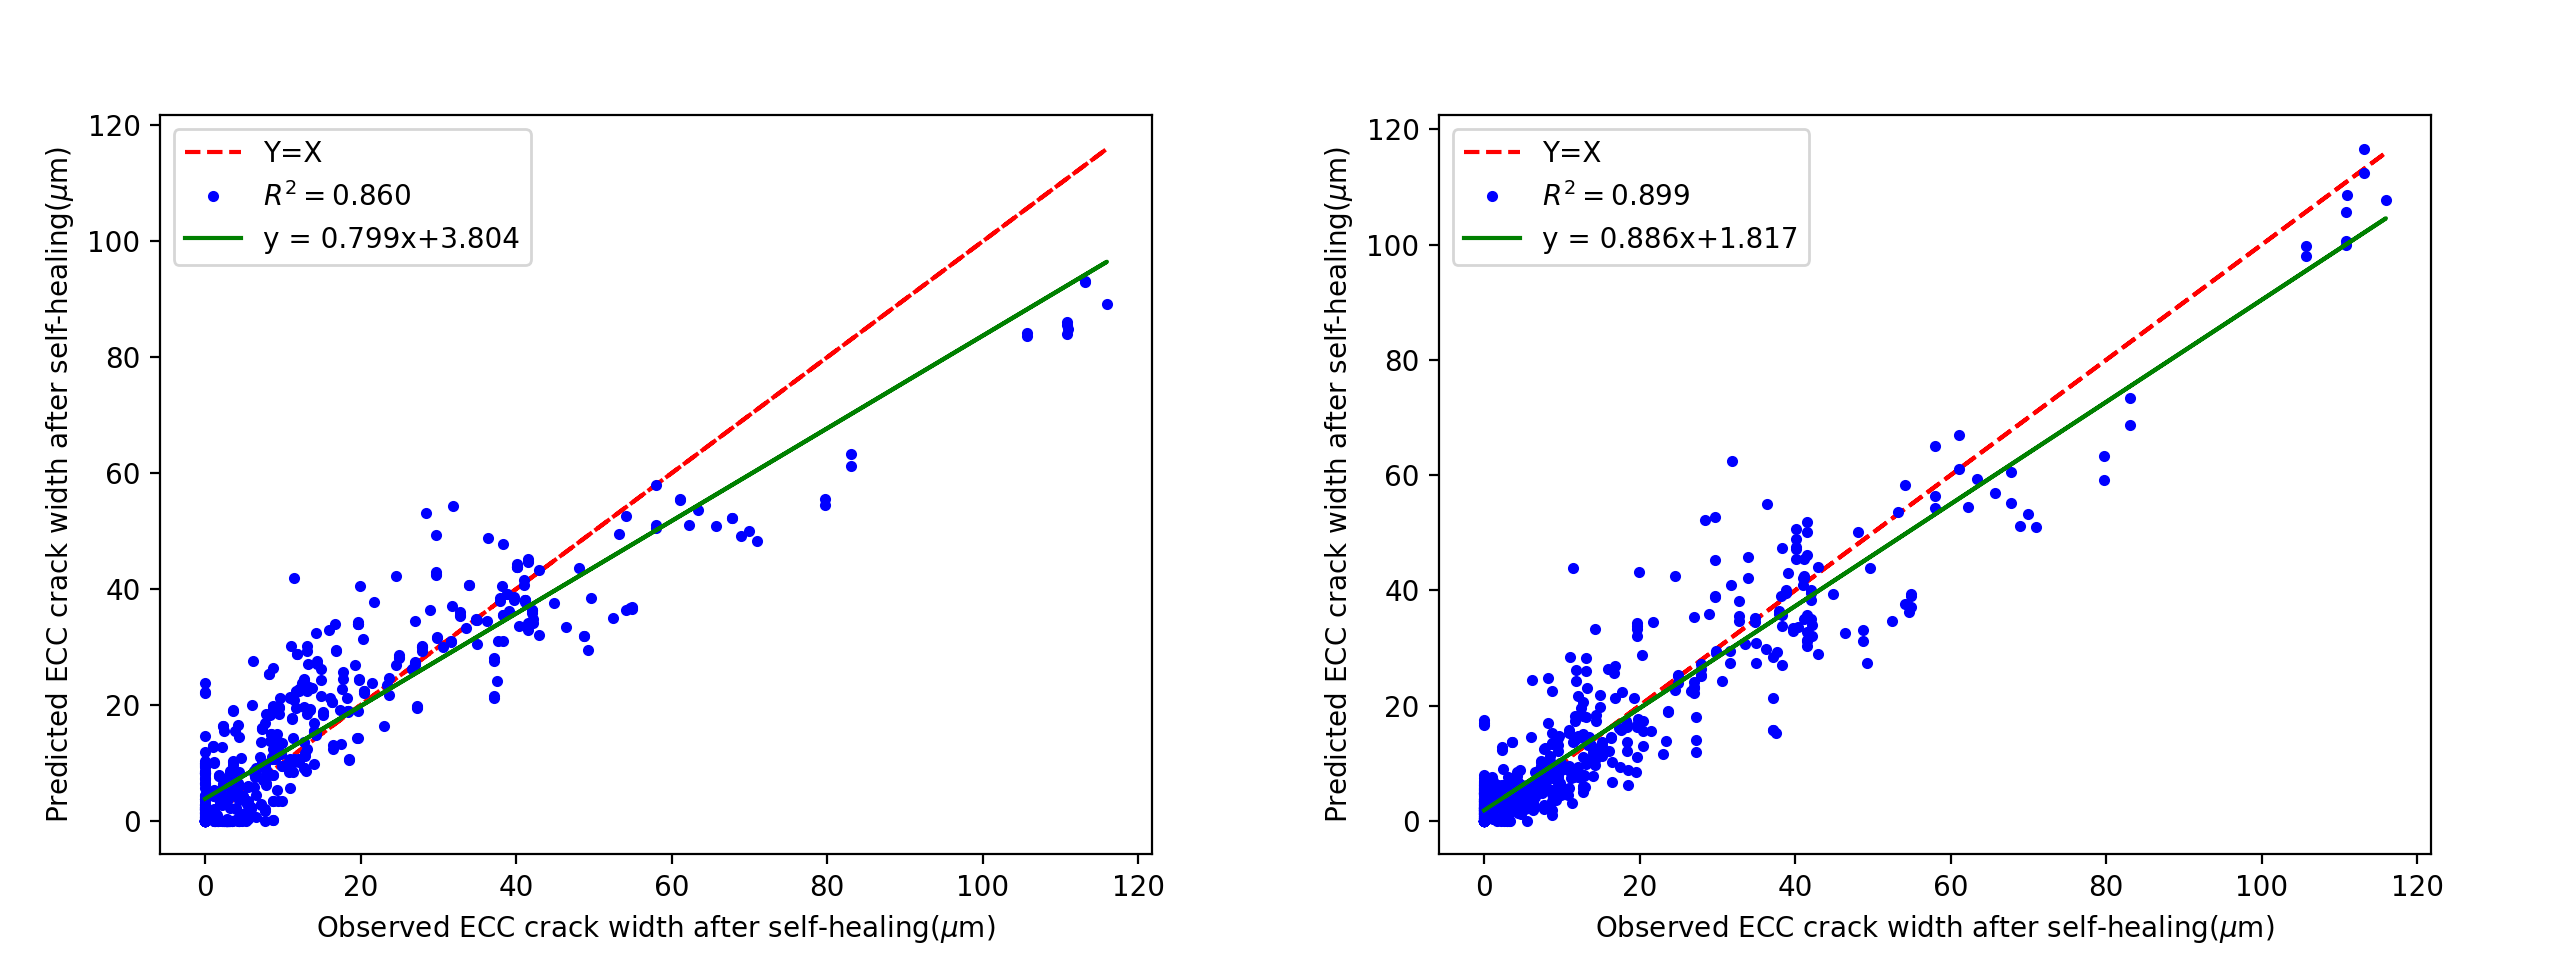 Y=X
R² = 0.860
y = 0.799x+3.804
Predicted ECC crack width after self-healing(μm)
120
100
80
60
40
20
0
0 20 40 60 80 100 120
Observed ECC crack width after self-healing(μm)
Y=X
R² = 0.899
y = 0.886x+1.817
Predicted ECC crack width after self-healing(μm)
120
100
80
60
40
20
0
0 20 40 60 80 100 120
Observed ECC crack width after self-healing(μm)